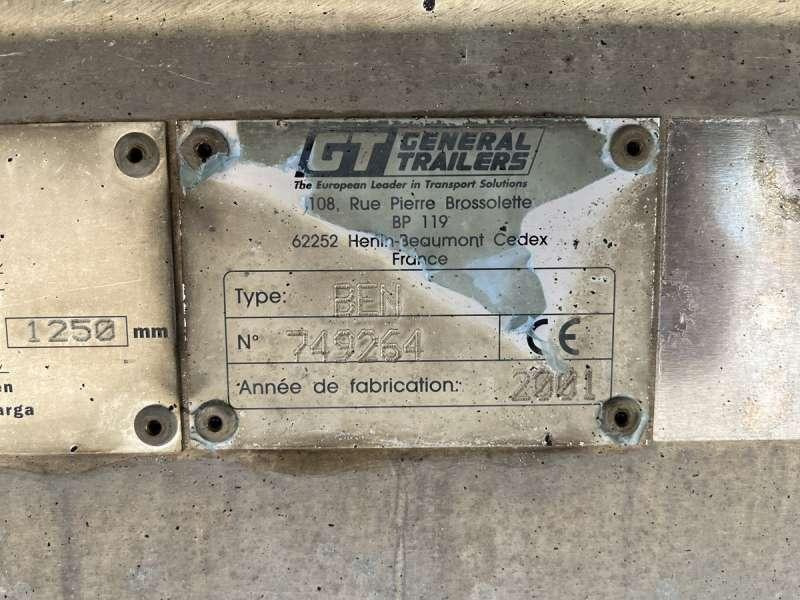 1250 mm
en
arga
GT GENERAL TRAILERS
The European Leader in Transport Solutions
108, Rue Pierre Brossolette
BP 119
62252 Henin-Beaumont Cedex
France
Type: BEN
N° 749264 CE
Année de fabrication: 2001